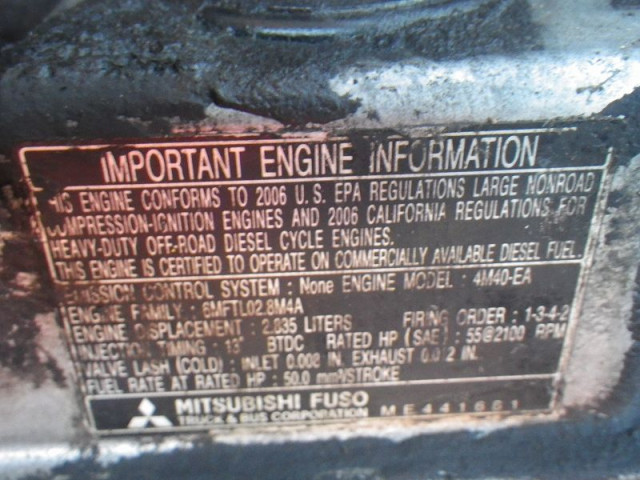 IMPORTANT ENGINE INFORMATION
THIS ENGINE CONFORMS TO 2006 U.S. EPA REGULATIONS LARGE NONROAD
COMPRESSION-IGNITION ENGINES AND 2006 CALIFORNIA REGULATIONS FOR
HEAVY-DUTY OFF-ROAD DIESEL CYCLE ENGINES.
THIS ENGINE IS CERTIFIED TO OPERATE ON COMMERCIALLY AVAILABLE DIESEL FUEL
EMISSION CONTROL SYSTEM : None ENGINE MODEL : 4M40-EA
ENGINE FAMILY : 6MFTL02.8M4A
ENGINE DISPLACEMENT : 2.835 LITERS FIRING ORDER : 1-3-4-2
INJECTION TIMING : 13° BTDC RATED HP (SAE) : 55@2100 RPM
VALVE LASH (COLD) : INLET IN. EXHAUST IN.
FUEL RATE AT RATED HP : 50.0 mm³/STROKE
MITSUBISHI FUSO
TRUCK & BUS CORPORATION ME441661